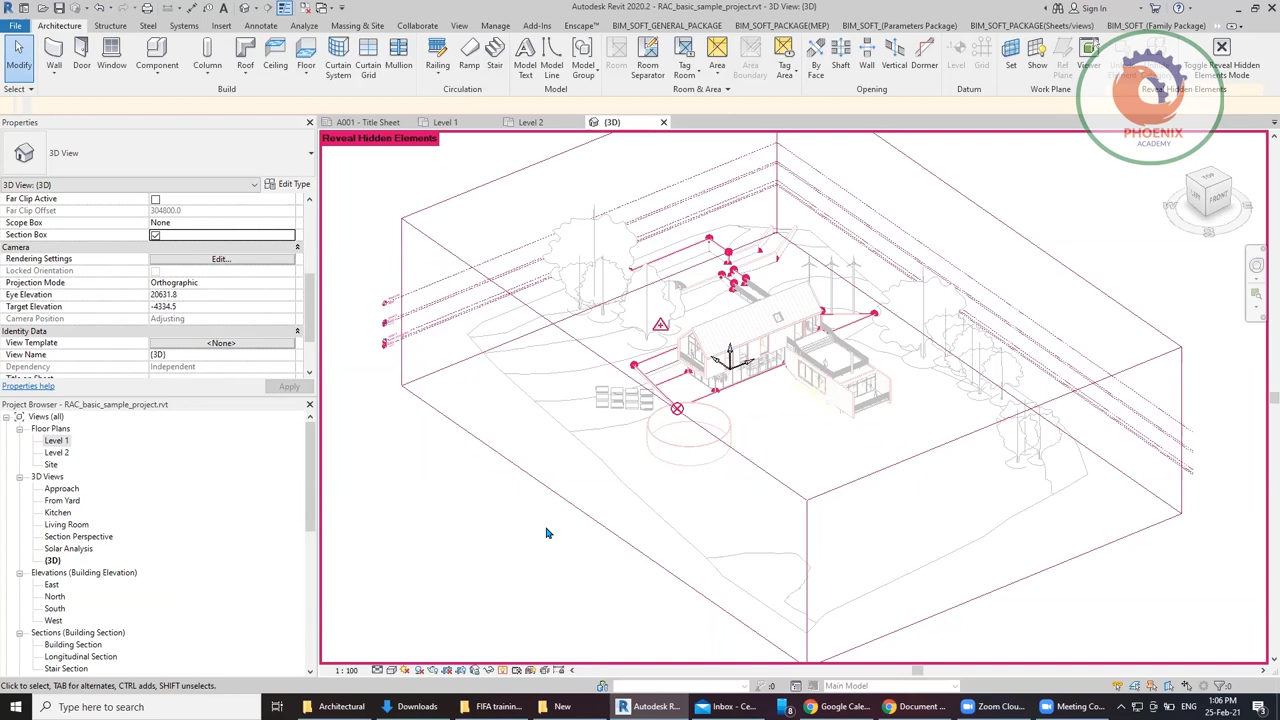 Autodesk Revit 2020.2 - RAC_basic_sample_project.rvt - 3D View: {3D}
Sign In
File Architecture Structure Steel Systems Insert Annotate Analyze Massing & Site Collaborate View Manage Add-Ins Enscape™ BIM_SOFT_GENERAL_PACKA BIM_SOFT_PACKAGE(MEP) BIM_SOFT_(Parameters Package) BIM_SOFT_PACKAGE(Sheets/views) BIM_SOFT_(Family Package)
Modify Wall Door Window Component Column Roof Ceiling Floor Curtain System Curtain Grid Mullion Railing Ramp Stair Model Text Model Line Model Group Room Room Separator Tag Room Area Area Boundary Tag Area By Face Shaft Wall Vertical Dormer Level Grid Set Show Ref Plane Viewer Toggle Reveal Hidden Elements Mode
Select Build Circulation Model Room & Area Opening Datum Work Plane Reveal Hidden Elements
PHOENIX
ACADEMY
Properties
A001 - Title Sheet Level 1 Level 2 {3D}
Reveal Hidden Elements
3D View
3D View: {3D} Edit Type
Far Clip Active
Far Clip Offset 304800.0
Scope Box None
Section Box
Camera
Rendering Settings Edit...
Locked Orientation
Projection Mode Orthographic
Eye Elevation 20631.8
Target Elevation -4334.5
Camera Position Adjusting
Identity Data
View Template <None>
View Name {3D}
Dependency Independent
Properties help Apply
Project Browser - RAC_basic_sample_project.rvt
Views (all)
Floor Plans
Level 1
Level 2
Site
3D Views
Approach
From Yard
Kitchen
Living Room
Section Perspective
Solar Analysis
{3D}
Elevations (Building Elevation)
East
North
South
West
Sections (Building Section)
Building Section
Longitudinal Section
Stair Section
TOP
FRONT
1 : 100
Click to select, TAB for alternates, CTRL adds, SHIFT unselects.
:0 Main Model :0
Type here to search Architectural Downloads FIFA training... New Autodesk R... Inbox - Ce... 8 Google Cale... Document ... Zoom Clou... Meeting Co...
1:06 PM
25-Feb-21